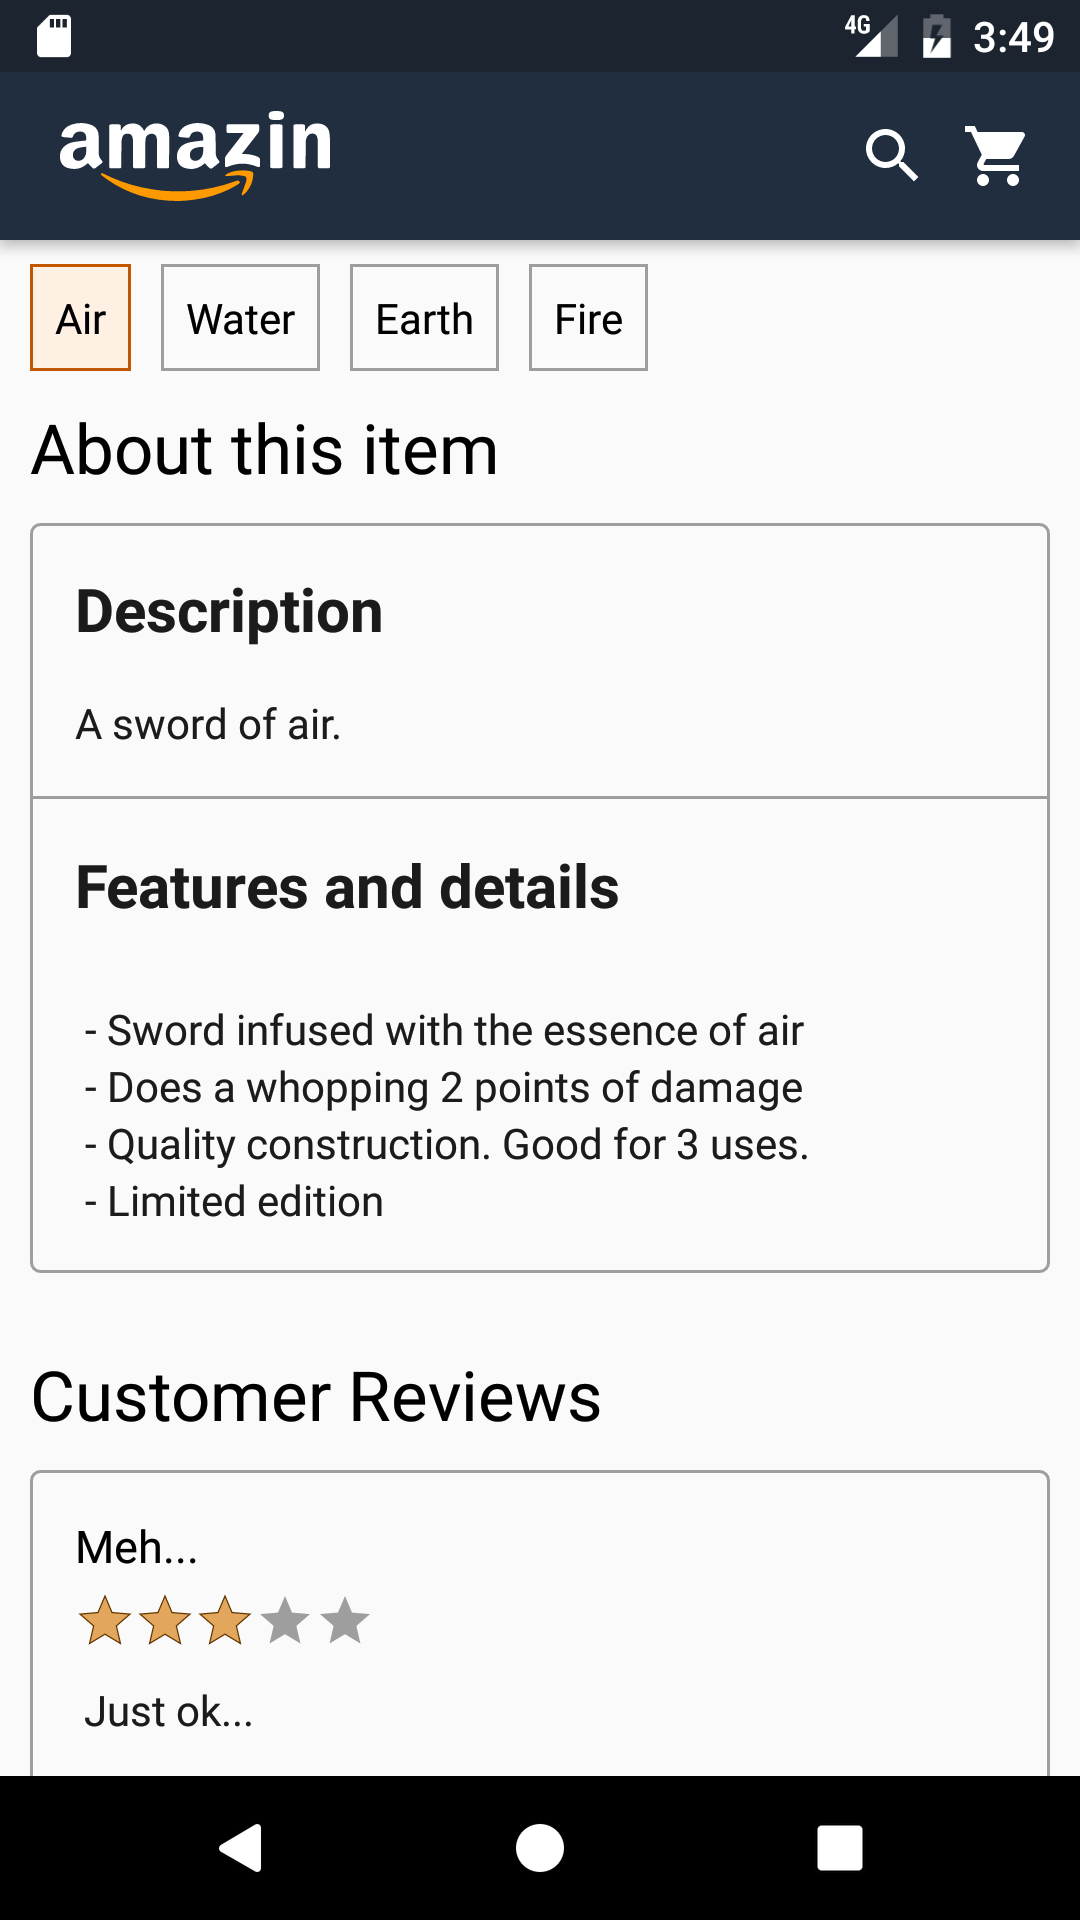 4G 3:49
amazin
Air Water Earth Fire
About this item
Description
A sword of air.
Features and details
- Sword infused with the essence of air
- Does a whopping 2 points of damage
- Quality construction. Good for 3 uses.
- Limited edition
Customer Reviews
Meh...
Just ok...